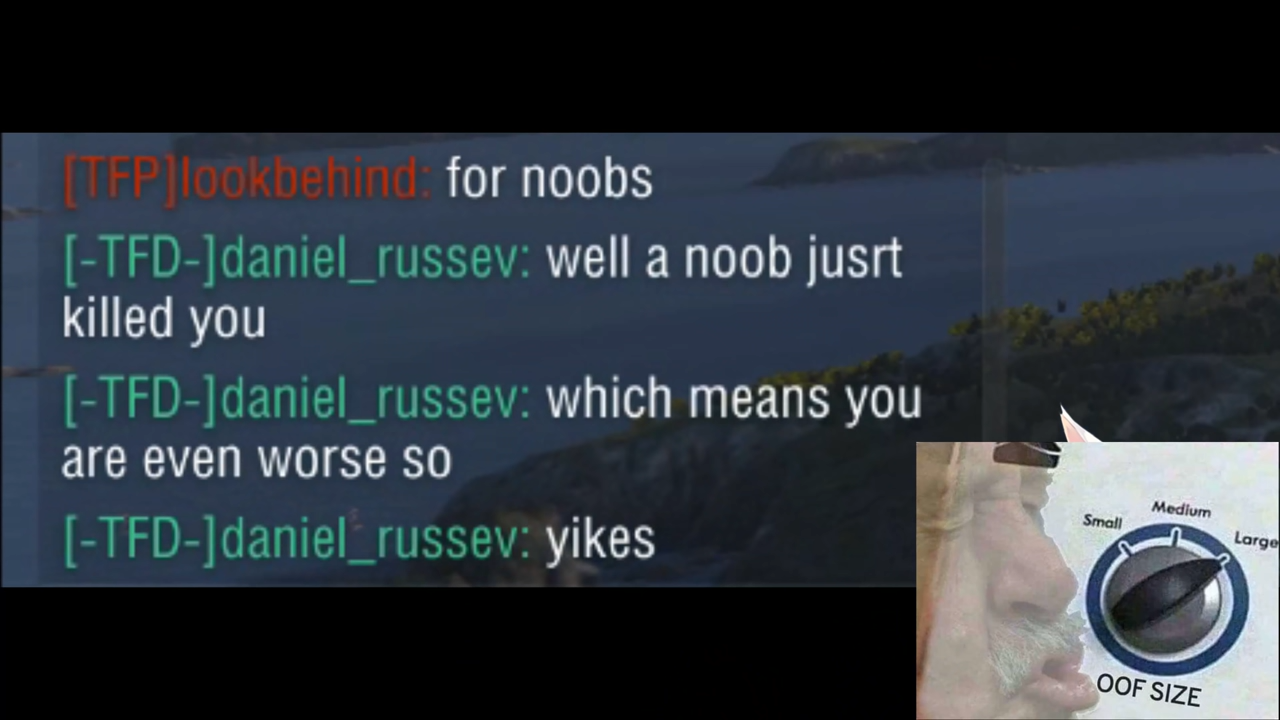 [TFP]lookbehind: for noobs
[-TFD-]daniel_russev: well a noob jusrt
killed you
[-TFD-]daniel_russev: which means you
are even worse so
[-TFD-]daniel_russev: yikes
Small
Medium
Large
OOF SIZE